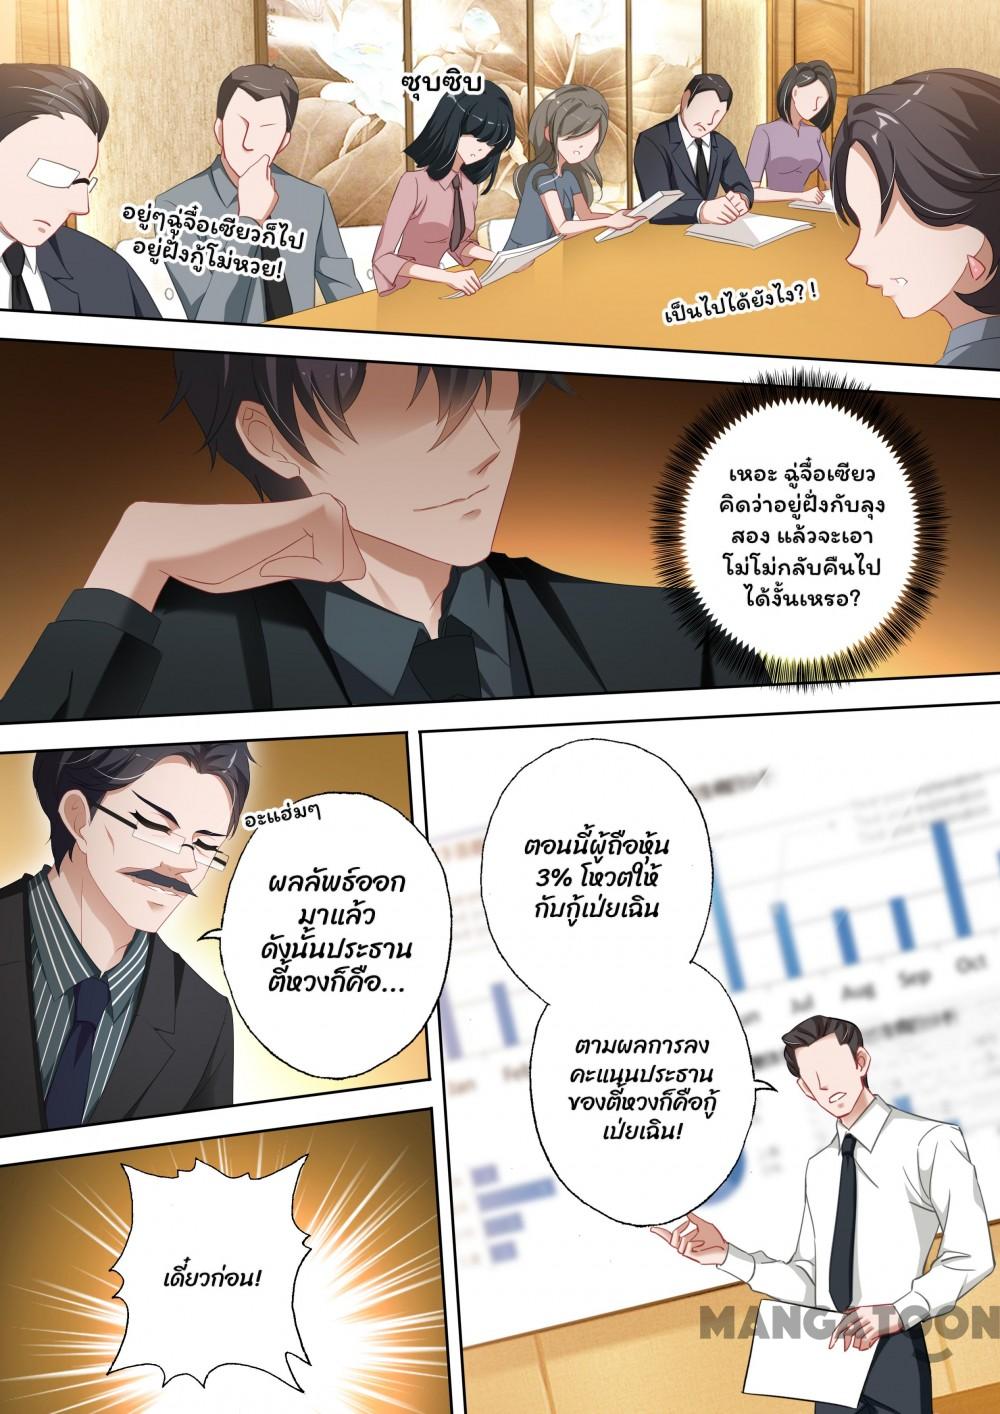 ซุบซิบ
อยู่ๆฉู่จื่อเซียวก็ไป
อยู่ฝั่งกู้โม่หวย!
เป็นไปได้ยังไง?!
เหอะ ฉู่จื่อเซียว
คิดว่าอยู่ฝั่งกับลุง
สอง แล้วจะเอา
โม่โม่กลับคืนไป
ได้งั้นเหรอ?
อะแฮ่มๆ
ผลลัพธ์ออก
มาแล้ว
ดังนั้นประธาน
ตี้หวงก็คือ...
ตอนนี้ผู้ถือหุ้น
3% โหวตให้
กับกู้เป่ยเฉิน
ตามผลการลง
คะแนนประธาน
ของตี้หวงก็คือกู้
เป่ยเฉิน!
Jul
Aug
Sep
Oct
Jan
เดี๋ยวก่อน!
MANGATOON